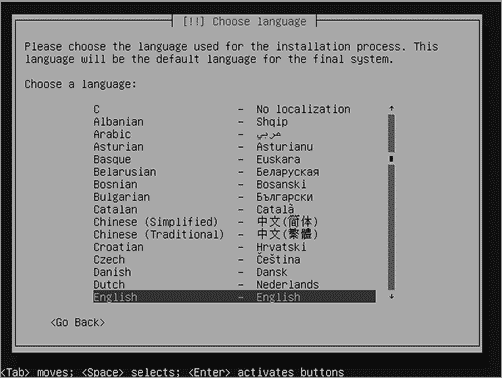 [!!] Choose language
Please choose the language used for the installation process. This
language will be the default language for the final system.
Choose a language:
C - No localization
Albanian - Shqip
Arabic - عربي
Asturian - Asturianu
Basque - Euskara
Belarusian - Беларуская
Bosnian - Bosanski
Bulgarian - Български
Catalan - Català
Chinese (Simplified) - 中文(简体)
Chinese (Traditional) - 中文(繁體)
Croatian - Hrvatski
Czech - Čeština
Danish - Dansk
Dutch - Nederlands
English - English
<Go Back>
<Tab> moves; <Space> selects; <Enter> activates buttons